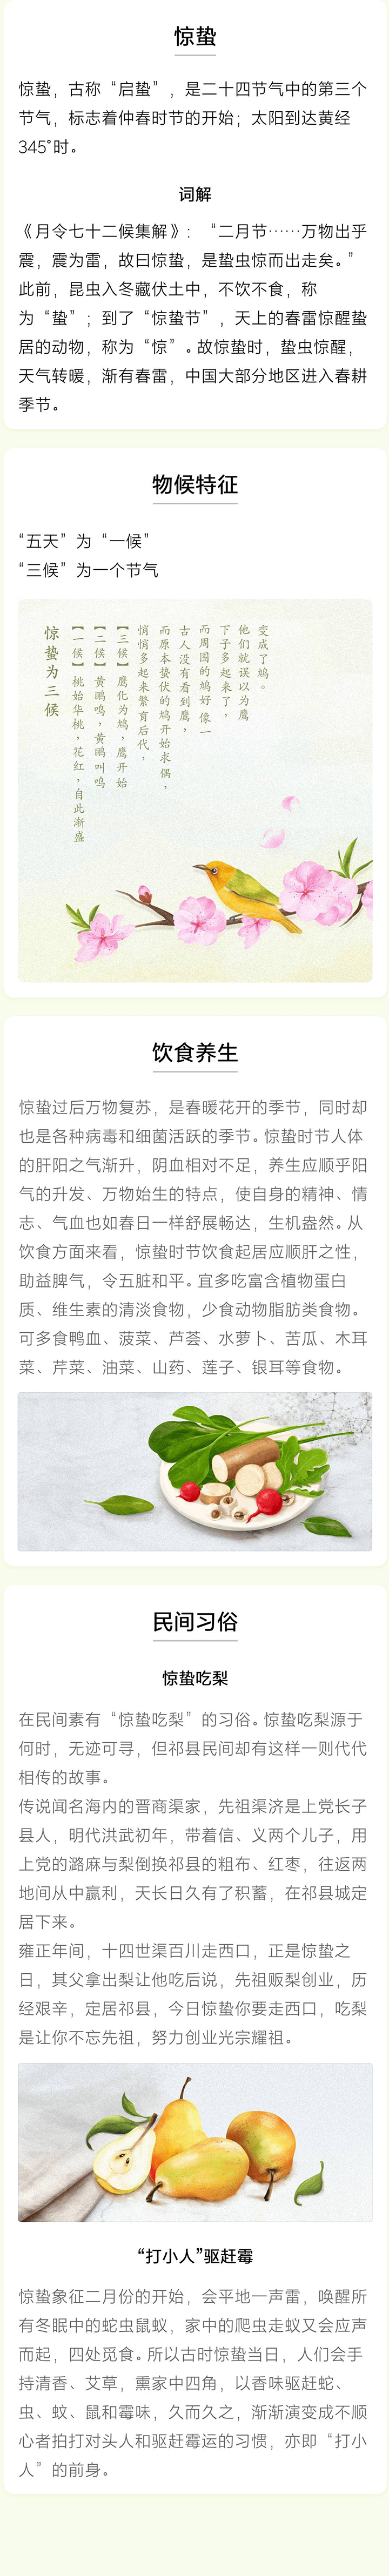 惊蛰
惊蛰，古称“启蛰”，是二十四节气中的第三个
节气，标志着仲春时节的开始；太阳到达黄经
345°时。
词解
《月令七十二候集解》：“二月节……万物出乎
震，震为雷，故曰惊蛰，是蛰虫惊而出走矣。”
此前，昆虫入冬藏伏土中，不饮不食，称
为“蛰”；到了“惊蛰节”，天上的春雷惊醒蛰
居的动物，称为“惊”。故惊蛰时，蛰虫惊醒，
天气转暖，渐有春雷，中国大部分地区进入春耕
季节。
物候特征
“五天”为“一候”
“三候”为一个节气
惊蛰为三候
【一候】桃始华桃，花红，自此渐盛
【二候】黄鹂鸣，黄鹂叫鸣
【三候】鹰化为鸠，鹰开始
悄悄多起来繁育后代，
而原本蛰伏的鸠开始求偶，
古人没有看到鹰，
而周围的鸠好像一
下子多起来了，
他们就误以为鹰
变成了鸠。
饮食养生
惊蛰过后万物复苏，是春暖花开的季节，同时却
也是各种病毒和细菌活跃的季节。惊蛰时节人体
的肝阳之气渐升，阴血相对不足，养生应顺乎阳
气的升发、万物始生的特点，使自身的精神、情
志、气血也如春日一样舒展畅达，生机盎然。从
饮食方面来看，惊蛰时节饮食起居应顺肝之性，
助益脾气，令五脏和平。宜多吃富含植物蛋白
质、维生素的清淡食物，少食动物脂肪类食物。
可多食鸭血、菠菜、芦荟、水萝卜、苦瓜、木耳
菜、芹菜、油菜、山药、莲子、银耳等食物。
民间习俗
惊蛰吃梨
在民间素有“惊蛰吃梨”的习俗。惊蛰吃梨源于
何时，无迹可寻，但祁县民间却有这样一则代代
相传的故事。
传说闻名海内的晋商渠家，先祖渠济是上党长子
县人，明代洪武初年，带着信、义两个儿子，用
上党的潞麻与梨倒换祁县的粗布、红枣，往返两
地间从中赢利，天长日久有了积蓄，在祁县城定
居下来。
雍正年间，十四世渠百川走西口，正是惊蛰之
日，其父拿出梨让他吃后说，先祖贩梨创业，历
经艰辛，定居祁县，今日惊蛰你要走西口，吃梨
是让你不忘先祖，努力创业光宗耀祖。
“打小人”驱赶霉
惊蛰象征二月份的开始，会平地一声雷，唤醒所
有冬眠中的蛇虫鼠蚁，家中的爬虫走蚁又会应声
而起，四处觅食。所以古时惊蛰当日，人们会手
持清香、艾草，熏家中四角，以香味驱赶蛇、
虫、蚊、鼠和霉味，久而久之，渐渐演变成不顺
心者拍打对头人和驱赶霉运的习惯，亦即“打小
人”的前身。